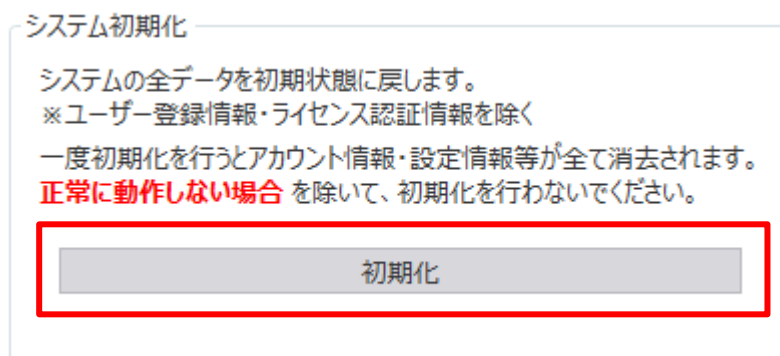 システム初期化
システムの全データを初期状態に戻します。
※ユーザー登録情報・ライセンス認証情報を除く
一度初期化を行うとアカウント情報・設定情報等が全て消去されます。
正常に動作しない場合 を除いて、初期化を行わないでください。
初期化